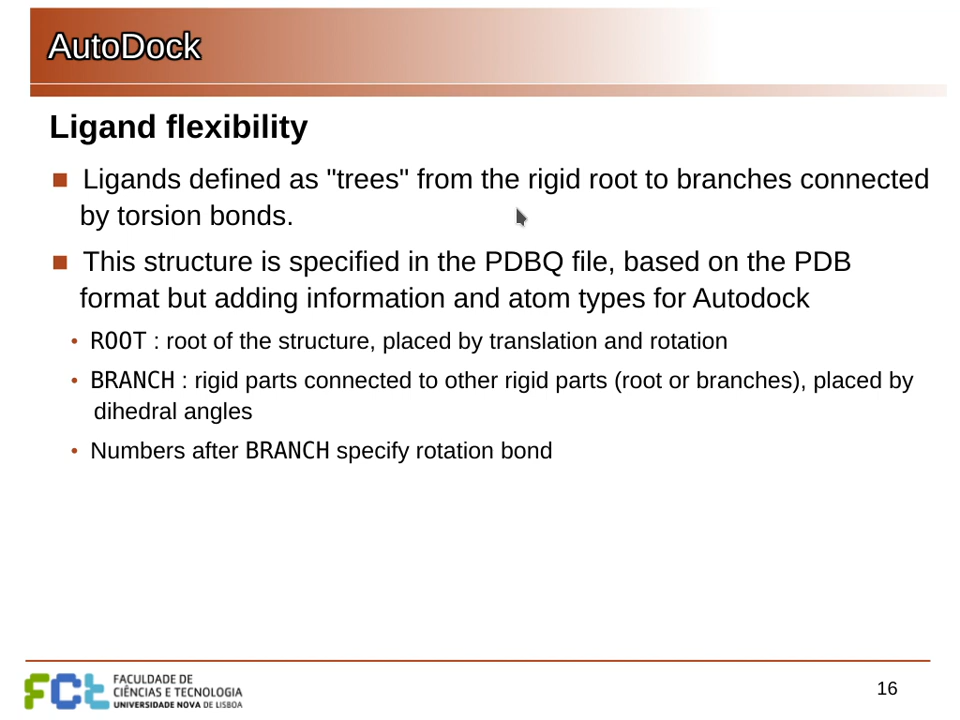 AutoDock
Ligand flexibility
■ Ligands defined as "trees" from the rigid root to branches connected
by torsion bonds.
■ This structure is specified in the PDBQ file, based on the PDB
format but adding information and atom types for Autodock
• ROOT : root of the structure, placed by translation and rotation
• BRANCH : rigid parts connected to other rigid parts (root or branches), placed by
dihedral angles
• Numbers after BRANCH specify rotation bond
FCt
FACULDADE DE
CIÊNCIAS E TECNOLOGIA
UNIVERSIDADE NOVA DE LISBOA
16